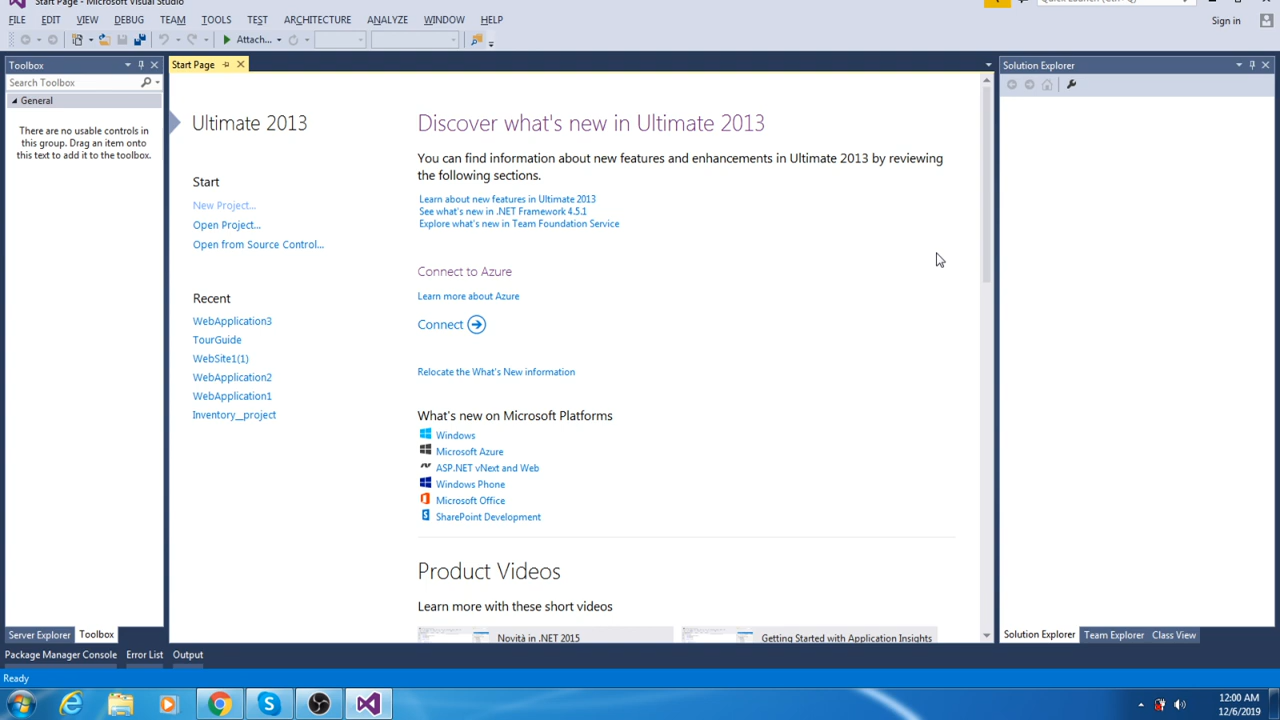 Start Page - Microsoft Visual Studio
Quick Launch (Ctrl+Q)
FILE EDIT VIEW DEBUG TEAM TOOLS TEST ARCHITECTURE ANALYZE WINDOW HELP
Sign in
Attach...
Toolbox
Start Page
Solution Explorer
Search Toolbox
General
There are no usable controls in
this group. Drag an item onto
this text to add it to the toolbox.
Ultimate 2013
Start
New Project...
Open Project...
Open from Source Control...
Recent
WebApplication3
TourGuide
WebSite1(1)
WebApplication2
WebApplication1
Inventory__project
Discover what's new in Ultimate 2013
You can find information about new features and enhancements in Ultimate 2013 by reviewing
the following sections.
Learn about new features in Ultimate 2013
See what's new in .NET Framework 4.5.1
Explore what's new in Team Foundation Service
Connect to Azure
Learn more about Azure
Connect
Relocate the What's New information
What's new on Microsoft Platforms
Windows
Microsoft Azure
ASP.NET vNext and Web
Windows Phone
Microsoft Office
SharePoint Development
Product Videos
Learn more with these short videos
Novità in .NET 2015
Getting Started with Application Insights
Server Explorer Toolbox
Solution Explorer Team Explorer Class View
Package Manager Console Error List Output
Ready
12:00 AM
12/6/2019